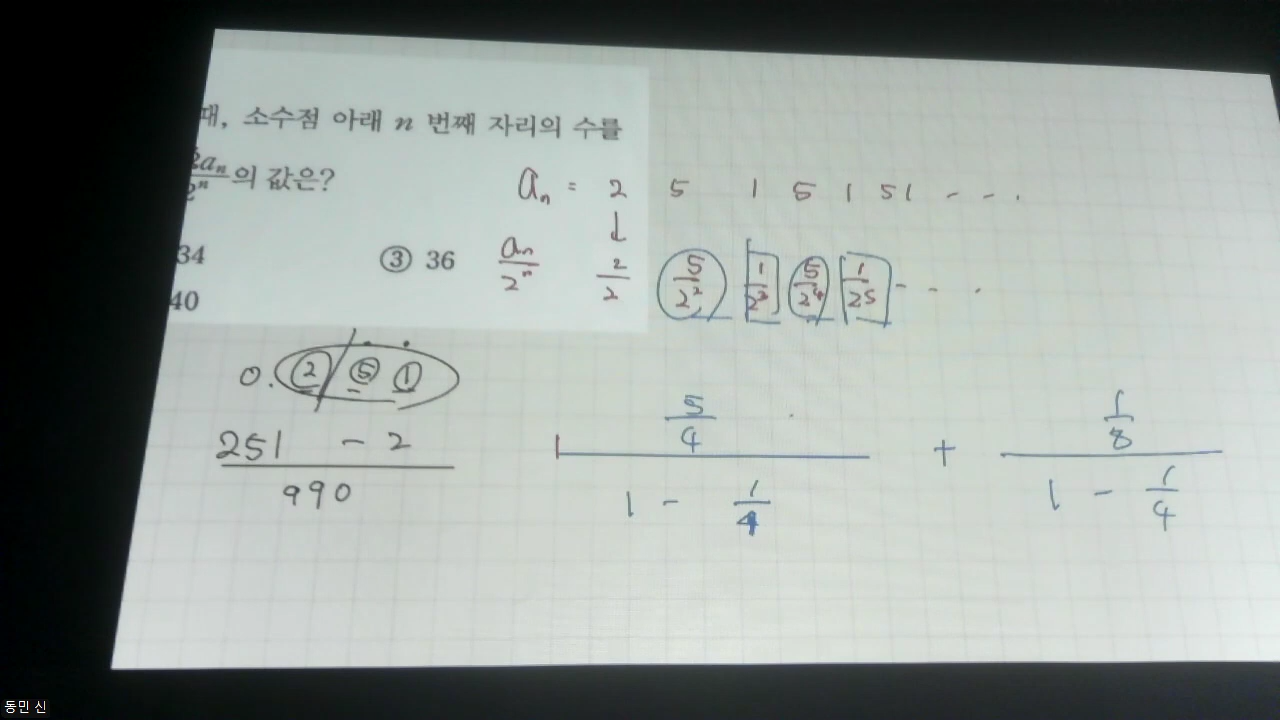 때, 소수점 아래 n 번째 자리의 수를
aₙ/2ⁿ의 값은?
34
③ 36
40
aₙ = 2 5 1 5 1 5 1 - - .
aₙ/2ⁿ 2/2 5/2² 1/2³ 5/2⁴ 1/2⁵ - - .
0.251
251 - 2
990
5/4 + 1/8
1 - 1/4 1 - 1/4
동민 신